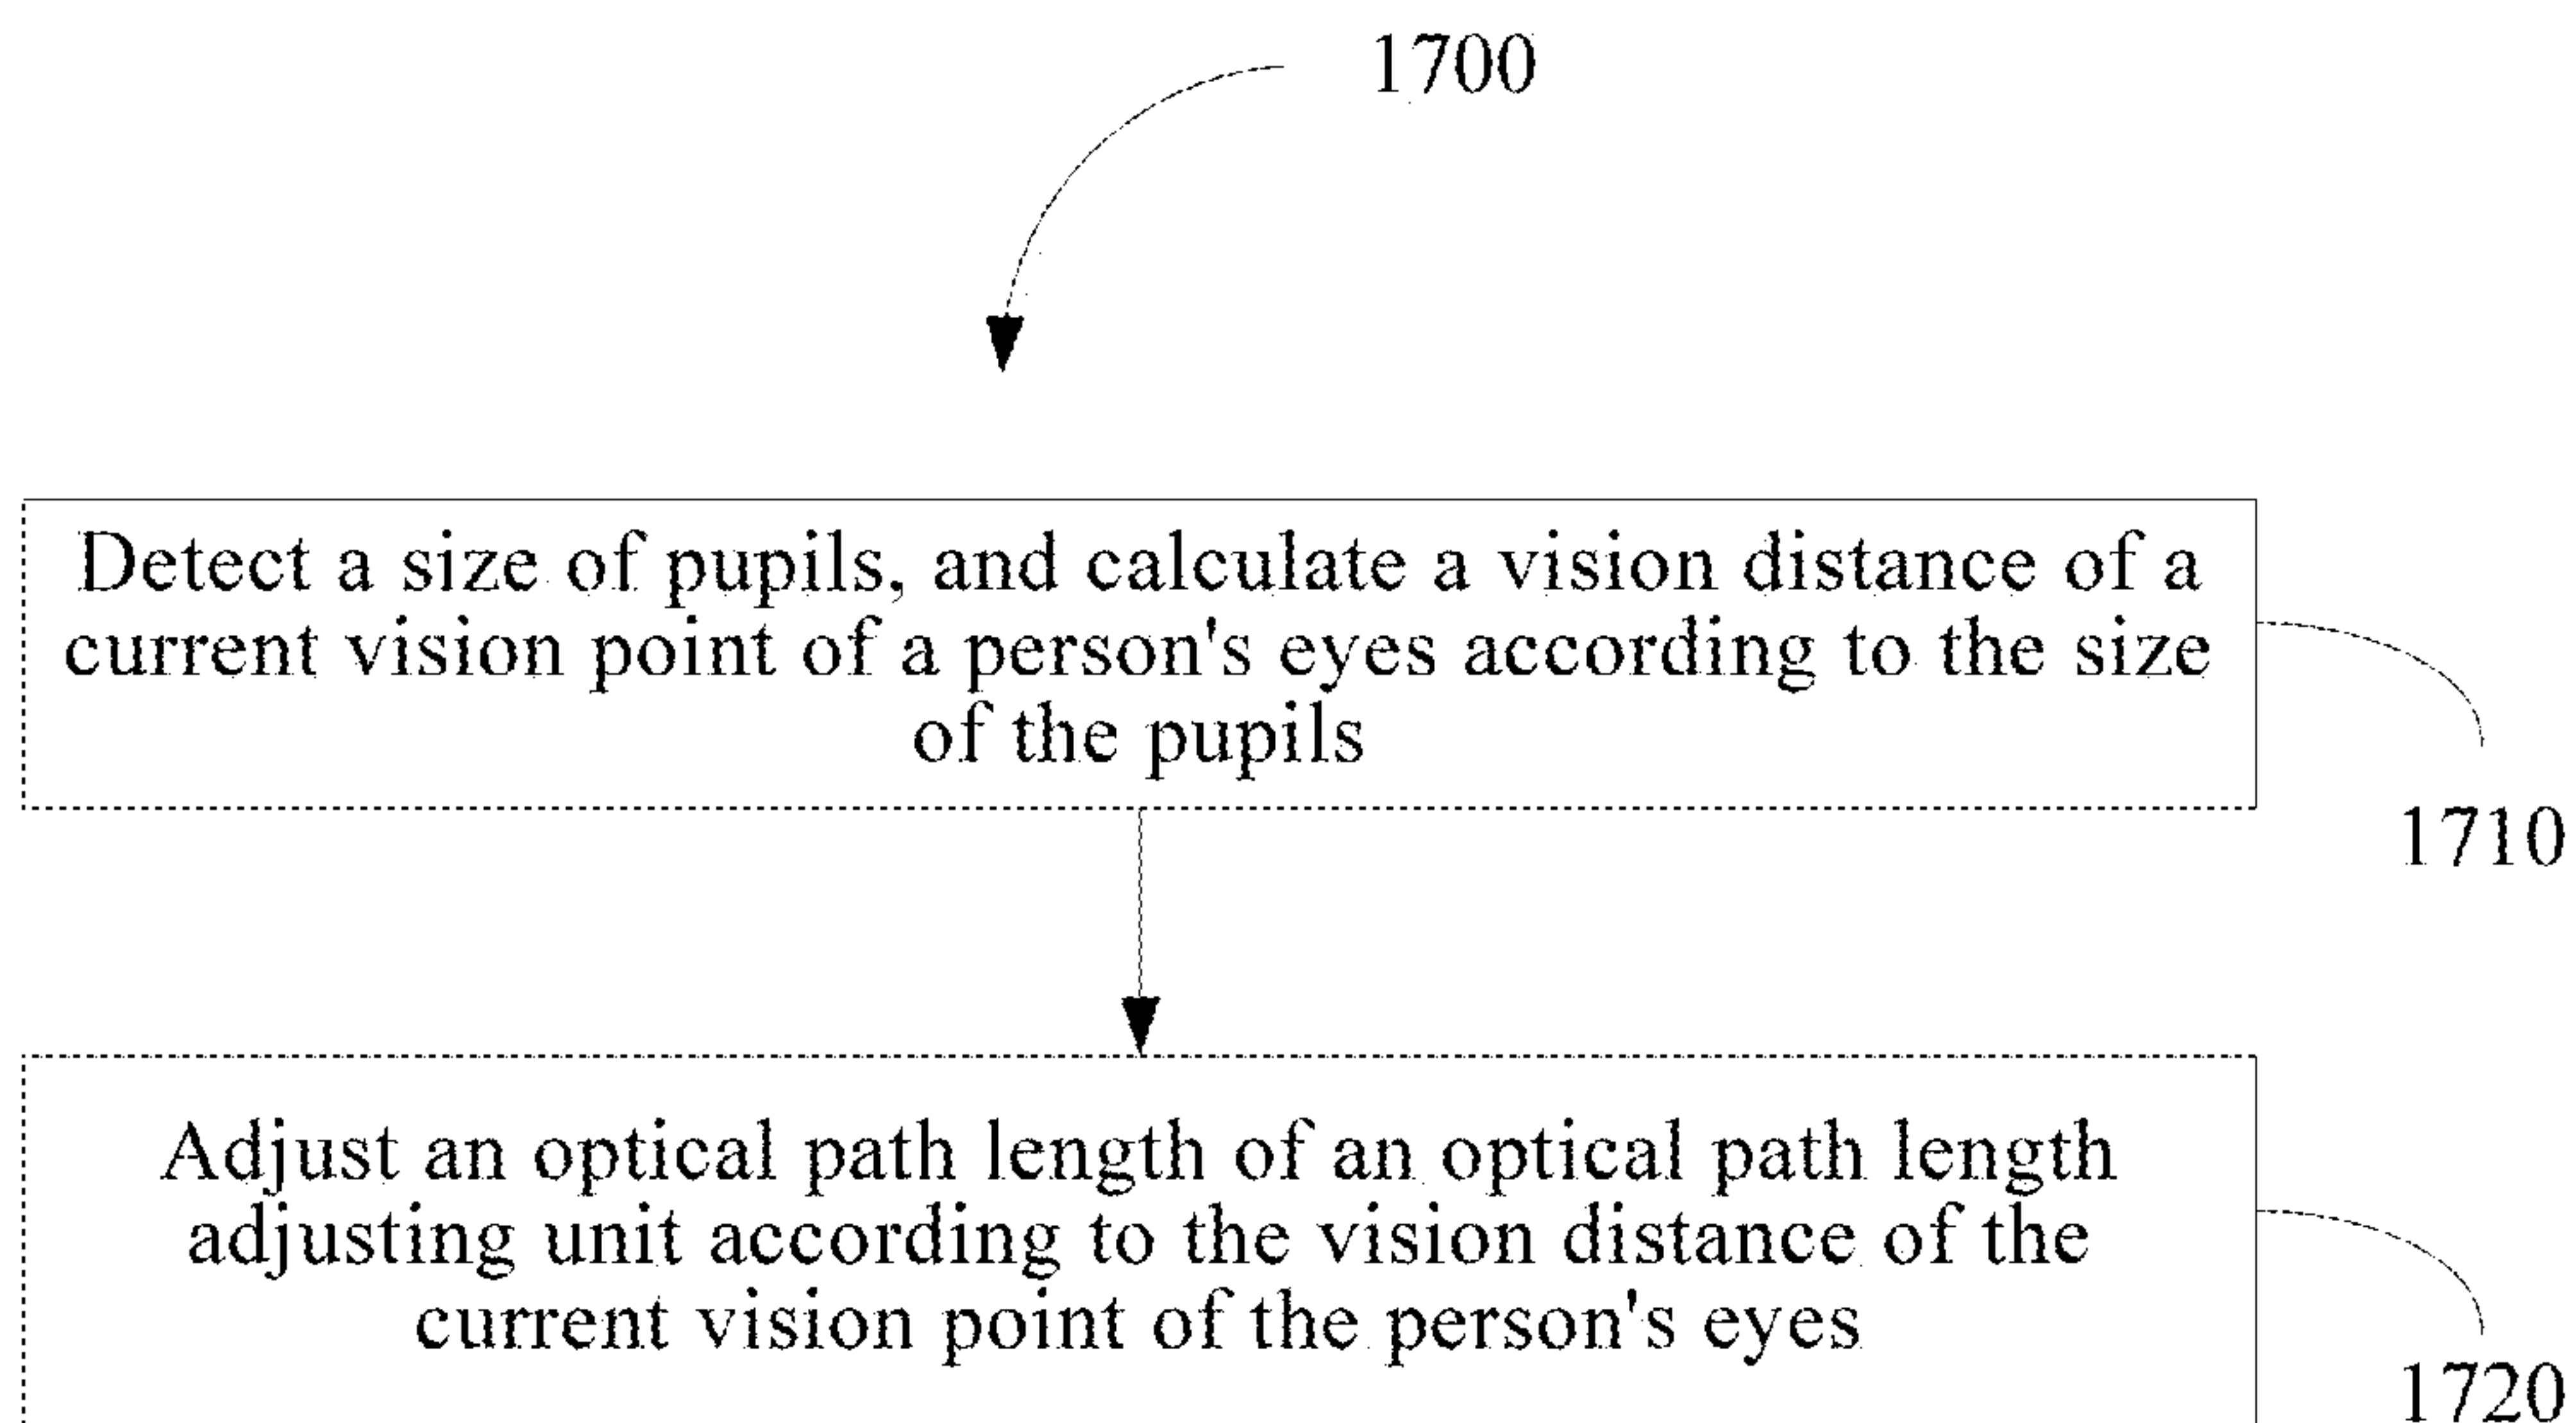 1700
Detect a size of pupils, and calculate a vision distance of a
current vision point of a person's eyes according to the size
of the pupils
1710
Adjust an optical path length of an optical path length
adjusting unit according to the vision distance of the
current vision point of the person's eyes
1720